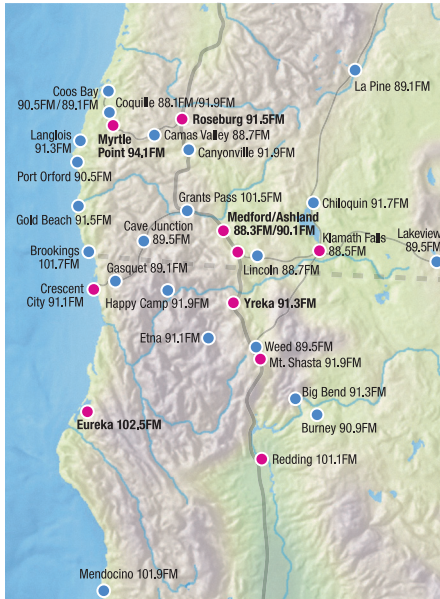 La Pine 89.1FM
Coos Bay
90.5FM/89.1FM
Coquille 88.1FM/91.9FM
Roseburg 91.5FM
Langlois
91.3FM
Myrtle
Point 94.1FM
Camas Valley 88.7FM
Canyonville 91.9FM
Port Orford 90.5FM
Grants Pass 101.5FM
Chiloquin 91.7FM
Gold Beach 91.5FM
Medford/Ashland
88.3FM/90.1FM
Cave Junction
89.5FM
Klamath Falls
88.5FM
Lakeview
89.5FM
Brookings
101.7FM
Lincoln 88.7FM
Gasquet 89.1FM
Crescent
City 91.1FM
Happy Camp 91.9FM
Yreka 91.3FM
Etna 91.1FM
Weed 89.5FM
Mt. Shasta 91.9FM
Big Bend 91.3FM
Burney 90.9FM
Eureka 102.5FM
Redding 101.1FM
Mendocino 101.9FM